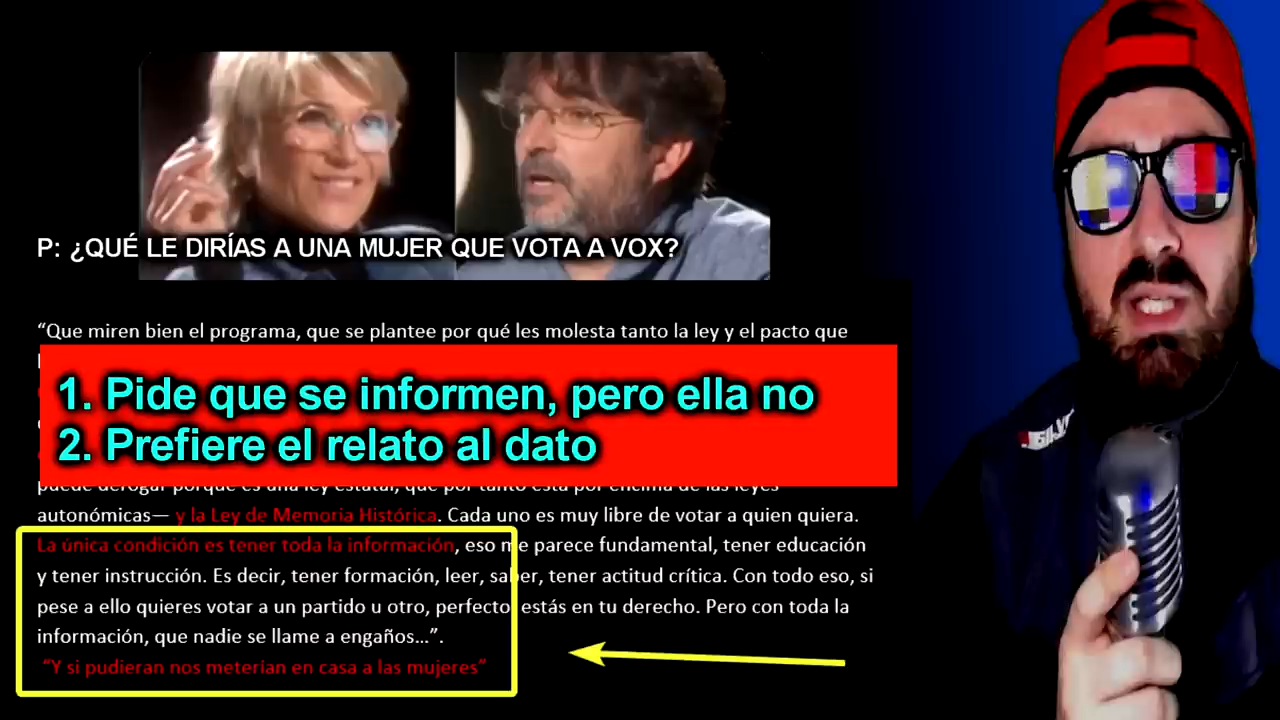 P: ¿QUÉ LE DIRÍAS A UNA MUJER QUE VOTA A VOX?
“Que miren bien el programa, que se plantee por qué les molesta tanto la ley y el pacto que
1. Pide que se informen, pero ella no
2. Prefiere el relato al dato
puede derogar porque es una ley estatal, que por tanto está por encima de las leyes
autonómicas— y la Ley de Memoria Histórica. Cada uno es muy libre de votar a quien quiera.
La única condición es tener toda la información, eso me parece fundamental, tener educación
y tener instrucción. Es decir, tener formación, leer, saber, tener actitud crítica. Con todo eso, si
pese a ello quieres votar a un partido u otro, perfecto, estás en tu derecho. Pero con toda la
información, que nadie se llame a engaños…”.
“Y si pudieran nos meterían en casa a las mujeres”